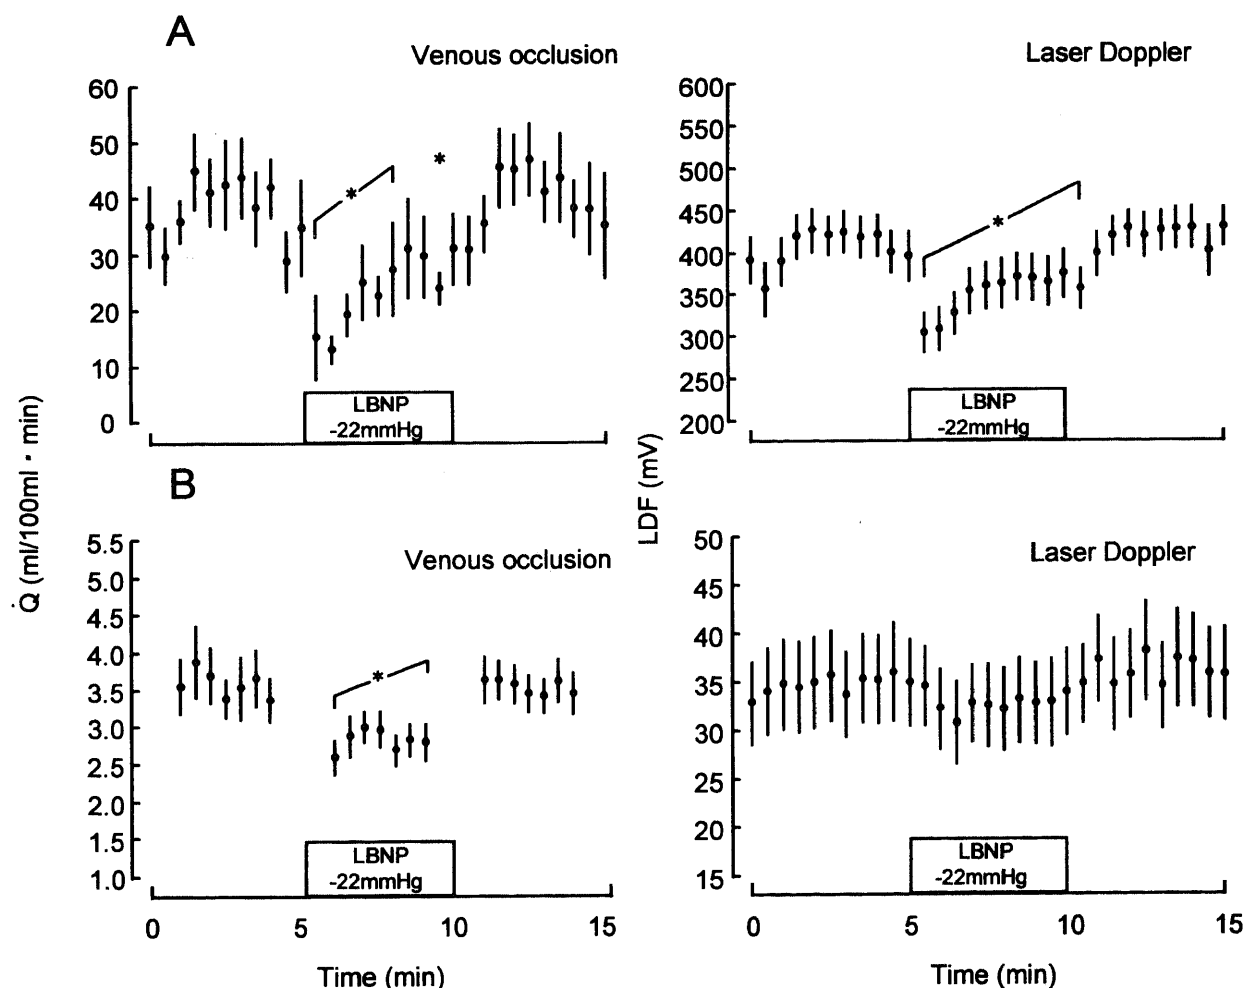 A
Venous occlusion
60
50
40
30
20
10
0
*
*
LBNP
-22mmHg
Laser Doppler
600
550
500
450
400
350
300
250
200
*
LBNP
-22mmHg
Q̇ (ml/100ml · min)
LDF (mV)
B
Venous occlusion
5.5
5.0
4.5
4.0
3.5
3.0
2.5
2.0
1.5
1.0
*
LBNP
-22mmHg
0 5 10 15
Time (min)
Laser Doppler
50
45
40
35
30
25
20
15
LBNP
-22mmHg
0 5 10 15
Time (min)